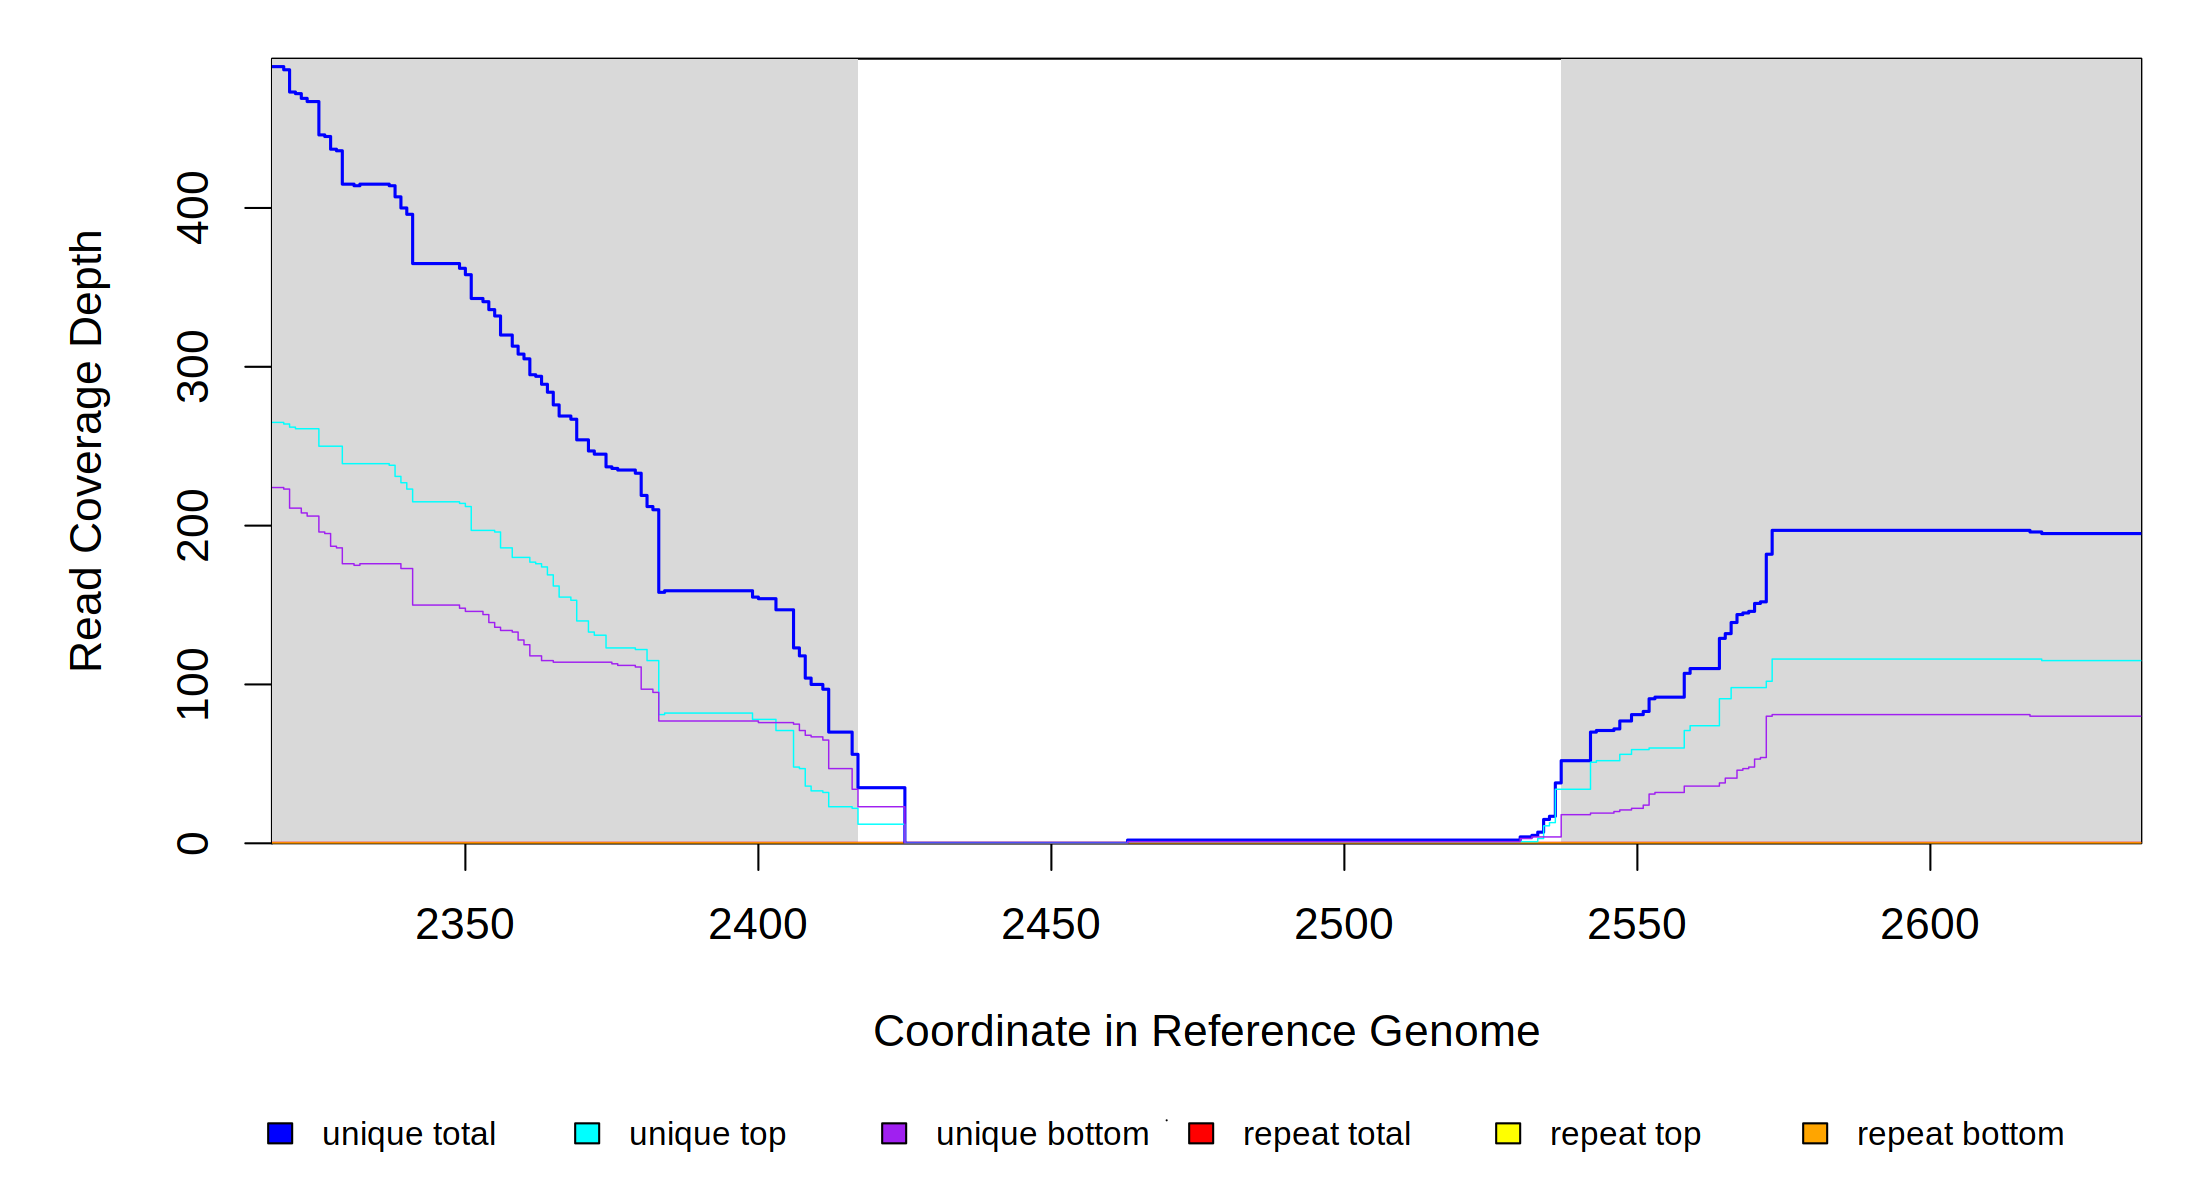 Read Coverage Depth
400
300
200
100
0
2350 2400 2450 2500 2550 2600
Coordinate in Reference Genome
unique total unique top unique bottom repeat total repeat top repeat bottom